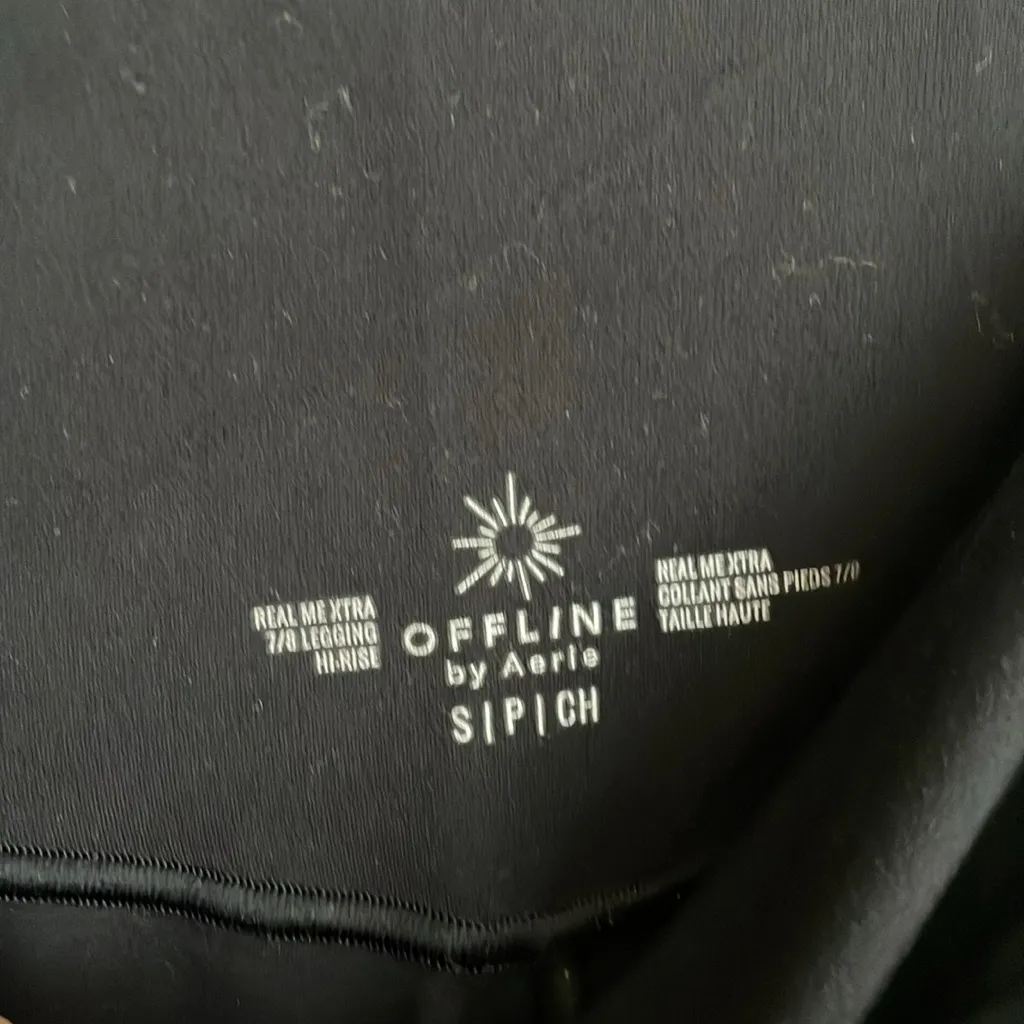 REAL ME XTRA
7/8 LEGGING
HI-RISE
OFFLINE
by Aerie
S|P|CH
REAL ME XTRA
COLLANT SANS PIEDS 7/8
TAILLE HAUTE